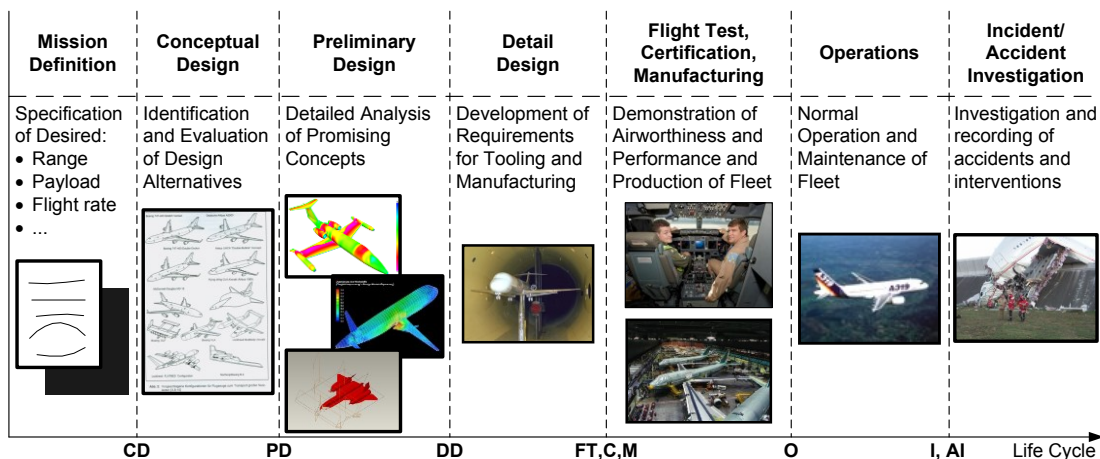 Mission
Definition
Conceptual
Design
Preliminary
Design
Detail
Design
Flight Test,
Certification,
Manufacturing
Operations
Incident/
Accident
Investigation
Specification
of Desired:
• Range
• Payload
• Flight rate
• ...
Identification
and Evaluation
of Design
Alternatives
Detailed Analysis
of Promising
Concepts
Development of
Requirements
for Tooling and
Manufacturing
Demonstration of
Airworthiness and
Performance and
Production of Fleet
Normal
Operation and
Maintenance of
Fleet
Investigation and
recording of
accidents and
interventions
A319
CD
PD
DD
FT,C,M
O
I, AI
Life Cycle